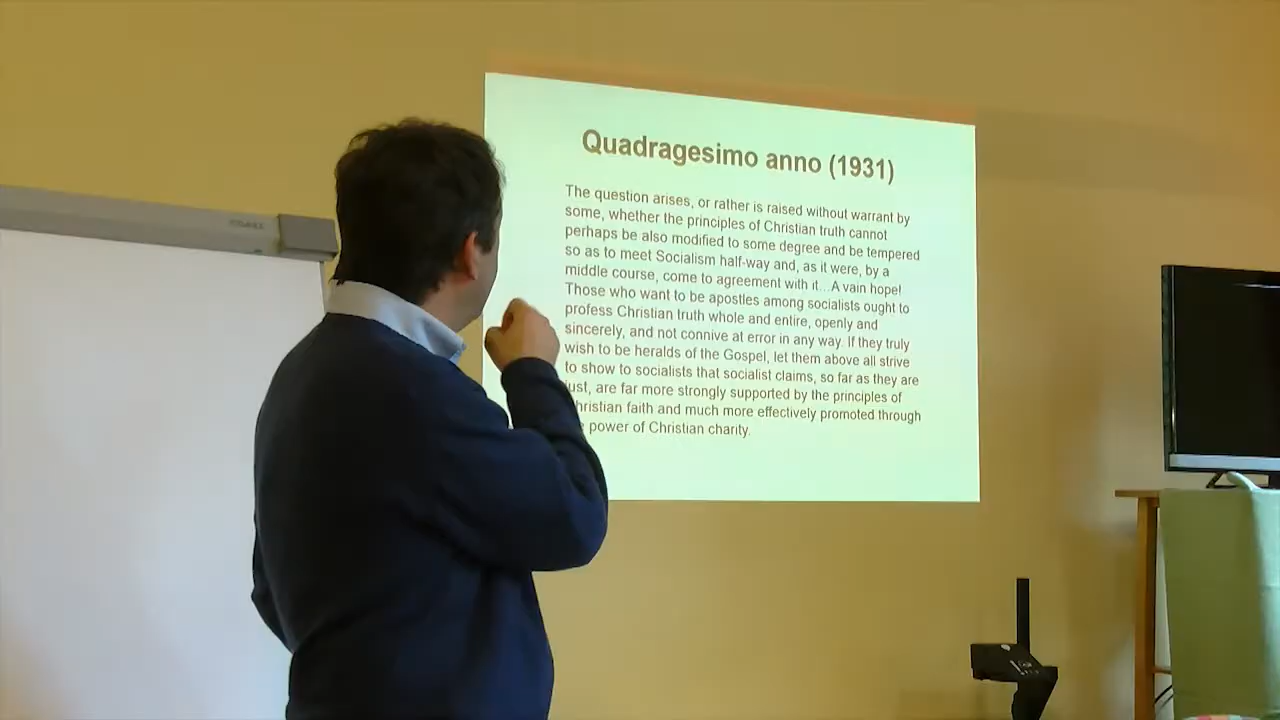 Quadragesimo anno (1931)
The question arises, or rather is raised without warrant by
some, whether the principles of Christian truth cannot
perhaps be also modified to some degree and be tempered
so as to meet Socialism half-way and, as it were, by a
middle course, come to agreement with it...A vain hope!
Those who want to be apostles among socialists ought to
profess Christian truth whole and entire, openly and
sincerely, and not connive at error in any way. If they truly
wish to be heralds of the Gospel, let them above all strive
to show to socialists that socialist claims, so far as they are
just, are far more strongly supported by the principles of
hristian faith and much more effectively promoted through
power of Christian charity.